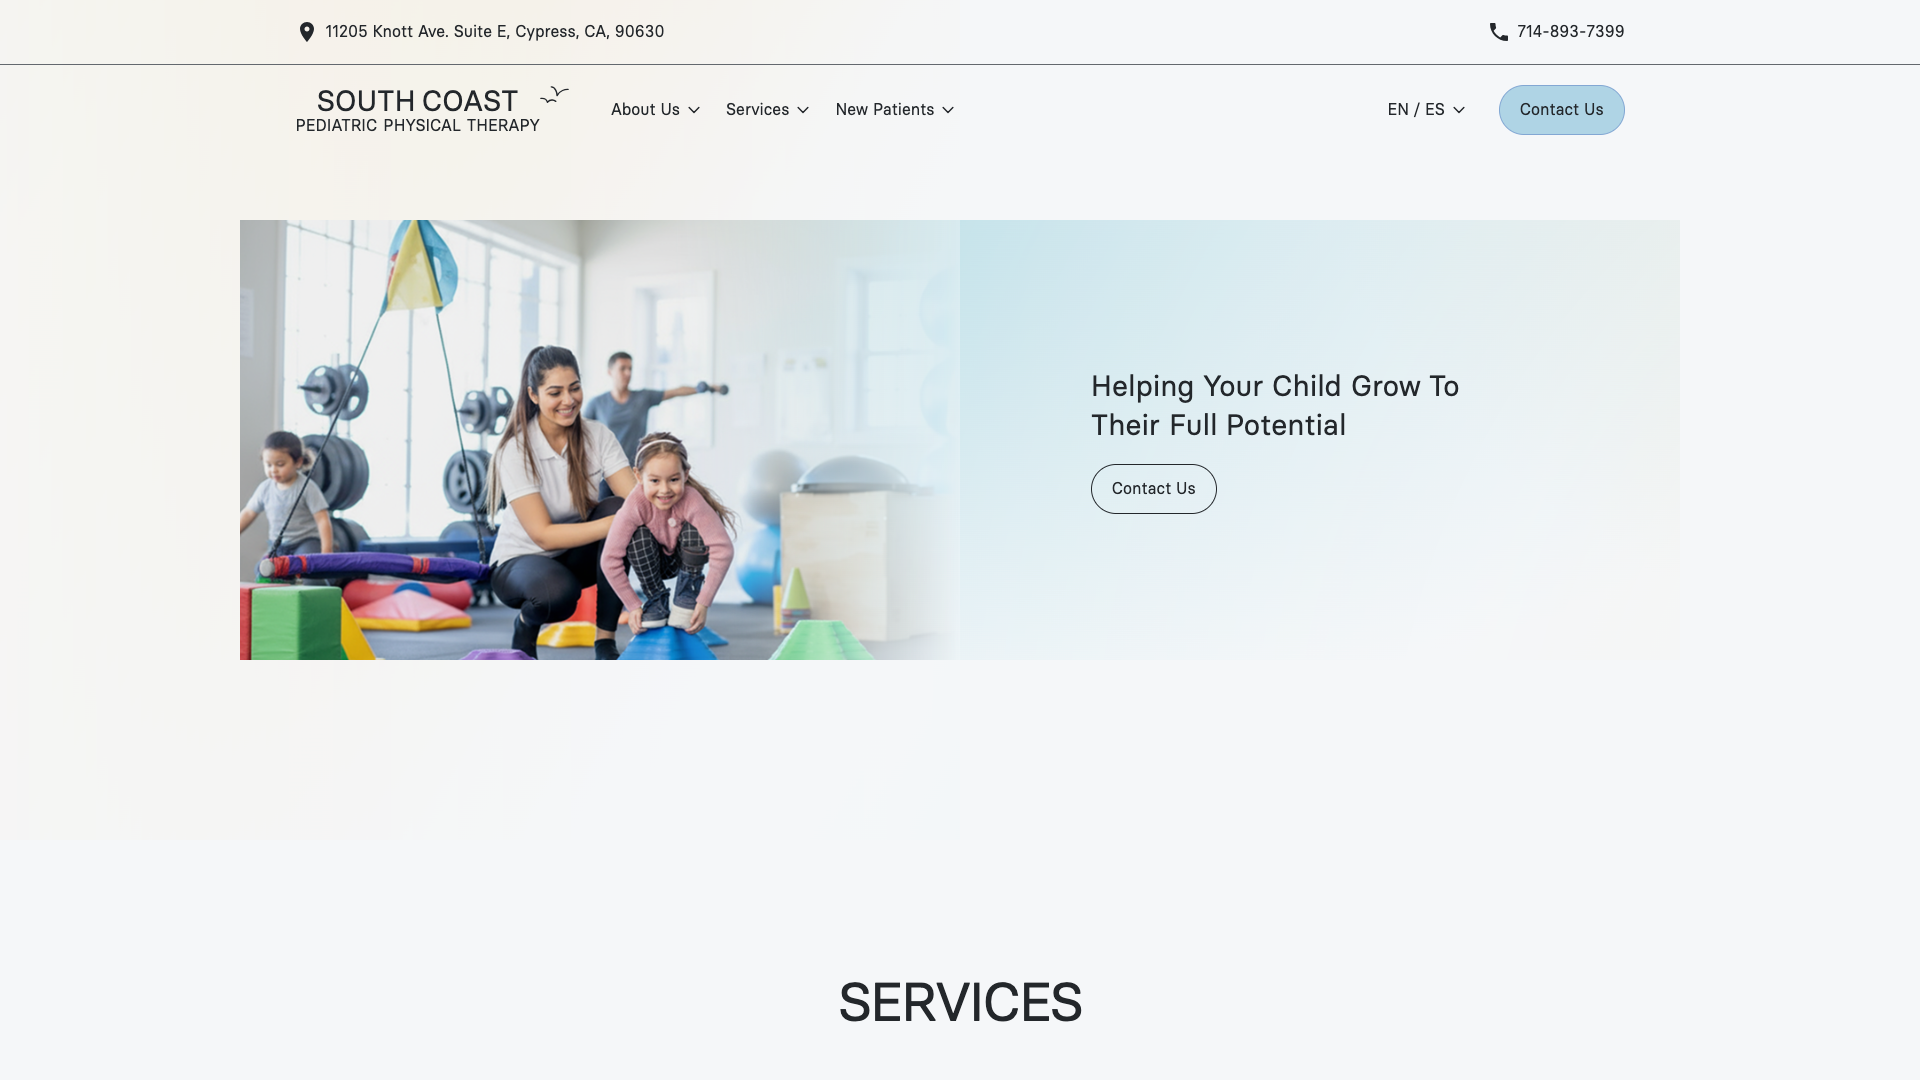 11205 Knott Ave. Suite E, Cypress, CA, 90630
714-893-7399
SOUTH COAST
PEDIATRIC PHYSICAL THERAPY
About Us
Services
New Patients
EN / ES
Contact Us
Helping Your Child Grow To
Their Full Potential
Contact Us
SERVICES